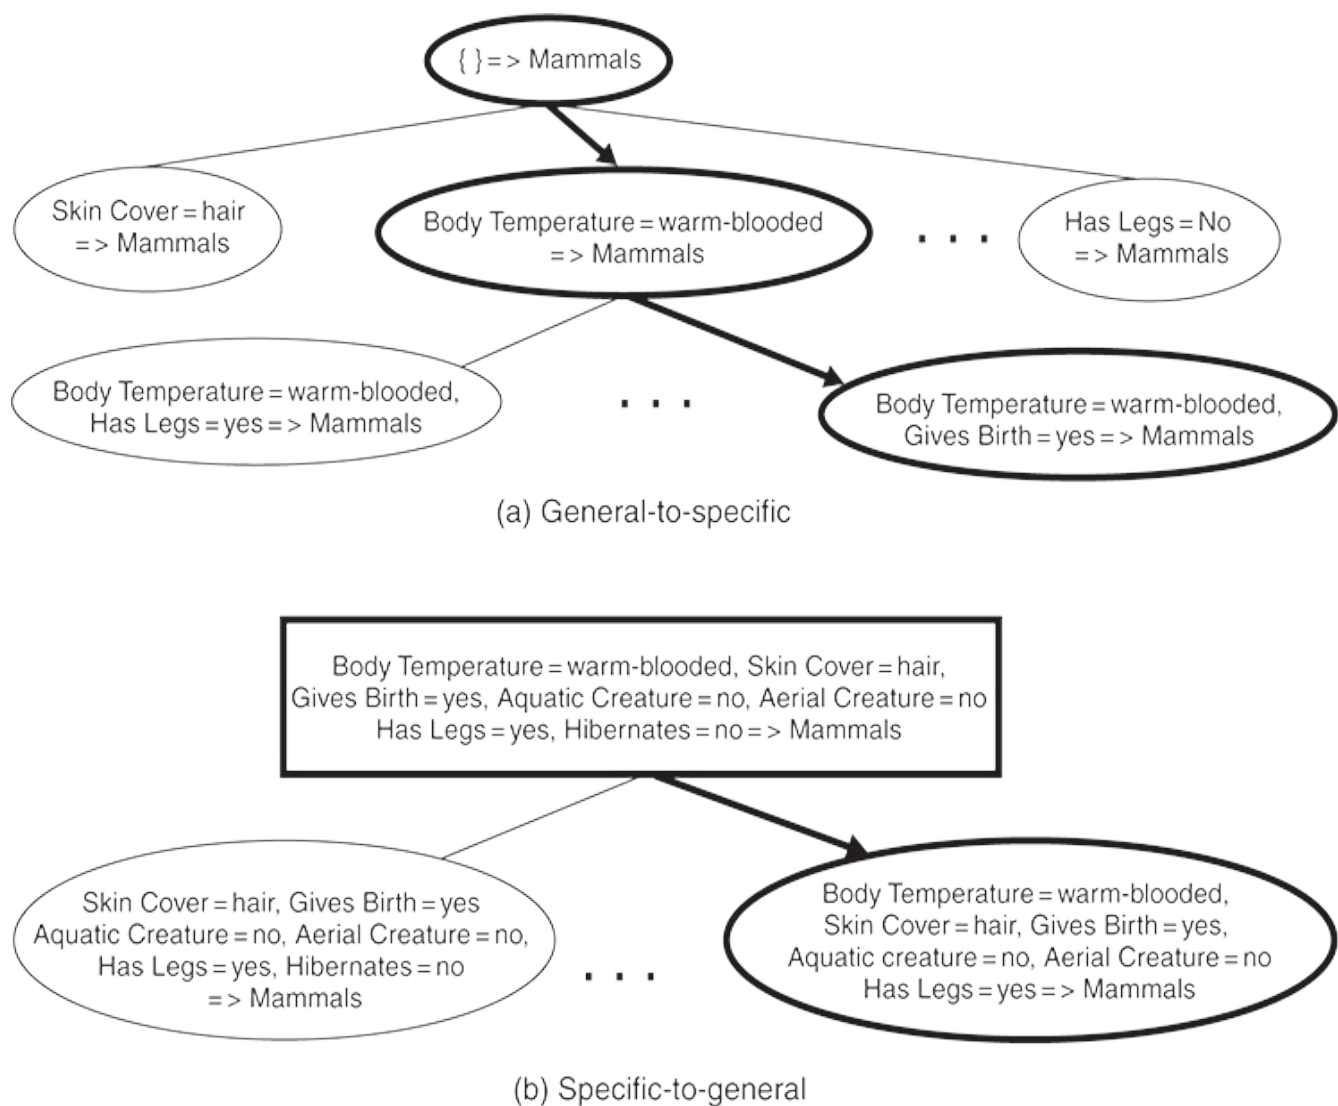 { } = > Mammals
Skin Cover = hair
= > Mammals
Body Temperature = warm-blooded
= > Mammals
. . .
Has Legs = No
= > Mammals
Body Temperature = warm-blooded,
Has Legs = yes = > Mammals
. . .
Body Temperature = warm-blooded,
Gives Birth = yes = > Mammals
(a) General-to-specific
Body Temperature = warm-blooded, Skin Cover = hair,
Gives Birth = yes, Aquatic Creature = no, Aerial Creature = no
Has Legs = yes, Hibernates = no = > Mammals
Skin Cover = hair, Gives Birth = yes
Aquatic Creature = no, Aerial Creature = no,
Has Legs = yes, Hibernates = no
= > Mammals
. . .
Body Temperature = warm-blooded,
Skin Cover = hair, Gives Birth = yes,
Aquatic creature = no, Aerial Creature = no
Has Legs = yes = > Mammals
(b) Specific-to-general